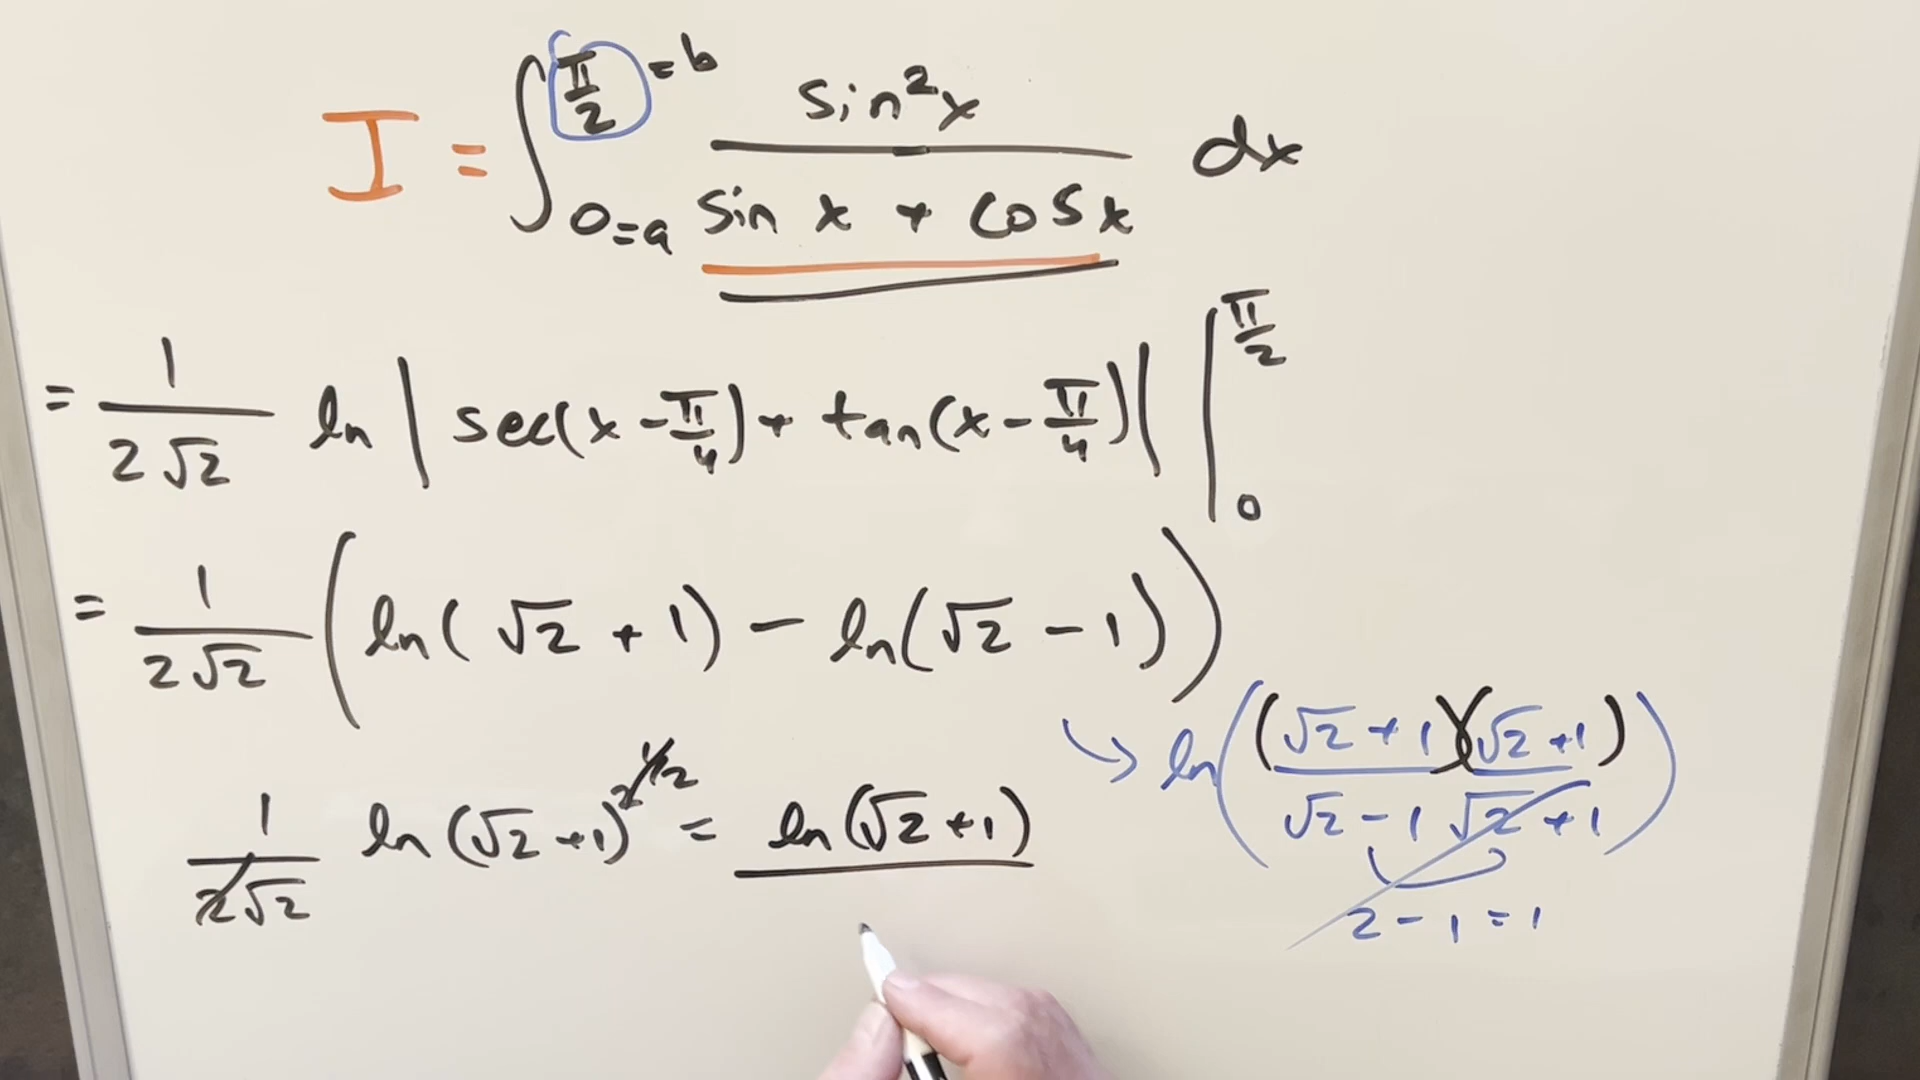 I = ∫₀₌ₐ^(π/2 = b) sin²x / (sin x + cos x) dx
= 1/(2√2) ln | sec(x - π/4) + tan(x - π/4) | |₀^(π/2)
= 1/(2√2) ( ln(√2 + 1) - ln(√2 - 1) )
→ ln( (√2 + 1)(√2 + 1) / √2 - 1 √2 + 1 )
2 - 1 = 1
1/(2√2) ln(√2 + 1)^(2 1/2) = ln(√2 + 1)